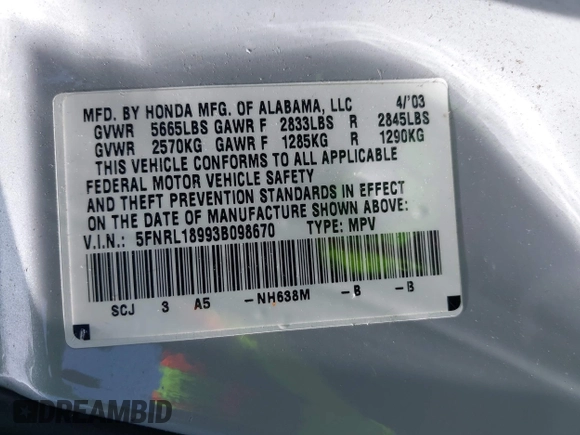 MFD. BY HONDA MFG. OF ALABAMA, LLC 4/'03
GVWR 5665LBS GAWR F 2833LBS R 2845LBS
GVWR 2570KG GAWR F 1285KG R 1290KG
THIS VEHICLE CONFORMS TO ALL APPLICABLE
FEDERAL MOTOR VEHICLE SAFETY
AND THEFT PREVENTION STANDARDS IN EFFECT
ON THE DATE OF MANUFACTURE SHOWN ABOVE:
V.I.N.: 5FNRL18993B098670 TYPE: MPV
SCJ 3 A5 -NH638M -B -B
DREAMBID